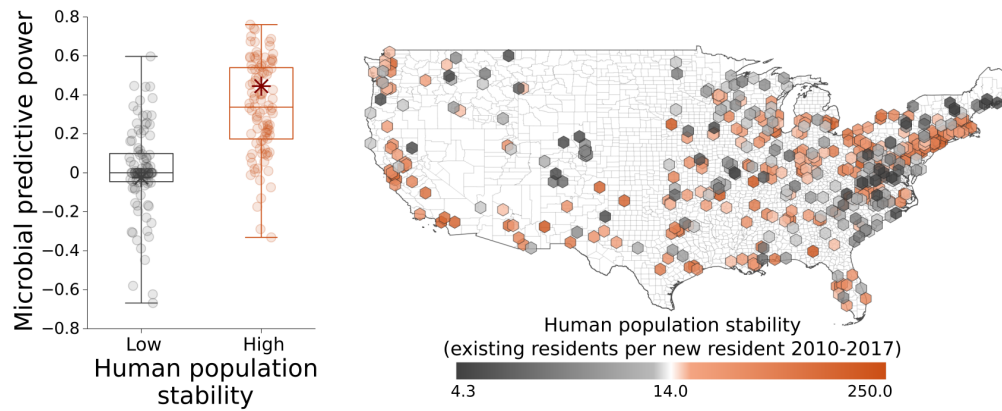 Microbial predictive power
0.8
0.6
0.4
0.2
0
−0.2
−0.4
−0.6
−0.8
Low
High
Human population
stability
Human population stability
(existing residents per new resident 2010-2017)
4.3
14.0
250.0